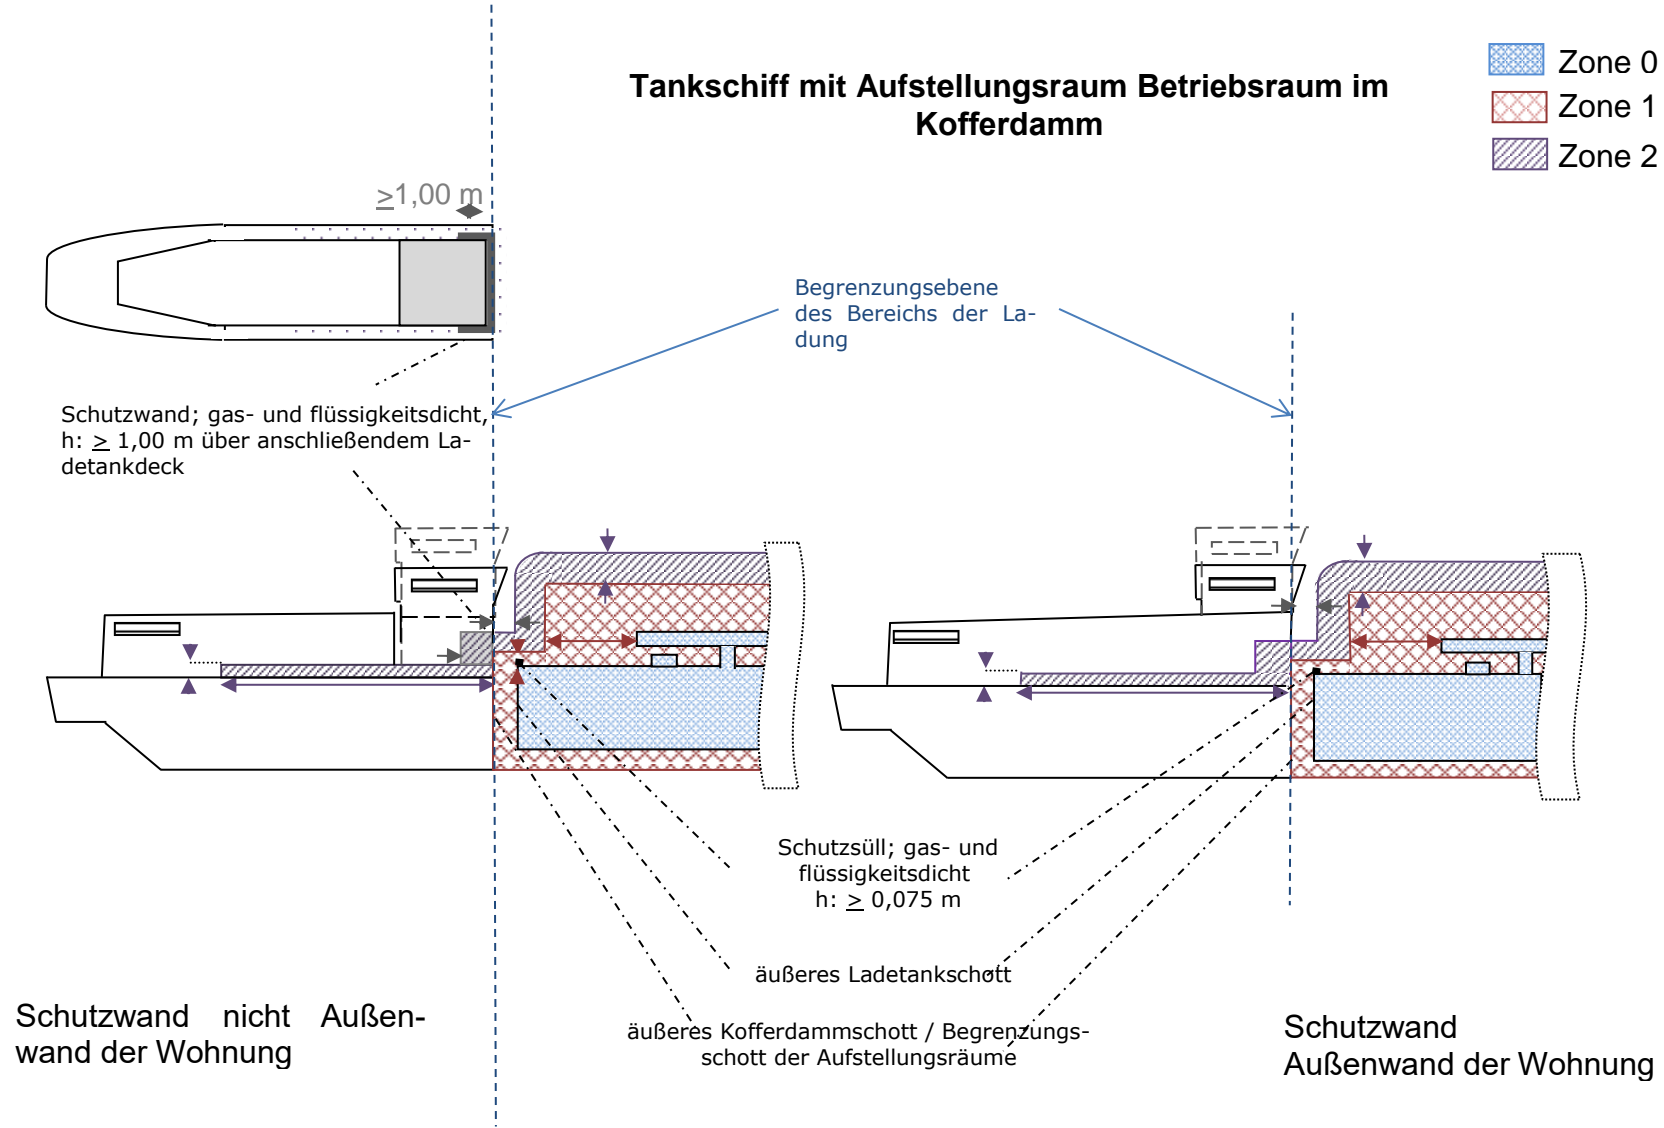 Tankschiff mit Aufstellungsraum Betriebsraum im
Kofferdamm
Zone 0
Zone 1
Zone 2
≥1,00 m
Begrenzungsebene
des Bereichs der La-
dung
Schutzwand; gas- und flüssigkeitsdicht,
h: ≥ 1,00 m über anschließendem La-
detankdeck
Schutzsüll; gas- und
flüssigkeitsdicht
h: ≥ 0,075 m
äußeres Ladetankschott
äußeres Kofferdammschott / Begrenzungs-
schott der Aufstellungsräume
Schutzwand nicht Außen-
wand der Wohnung
Schutzwand
Außenwand der Wohnung